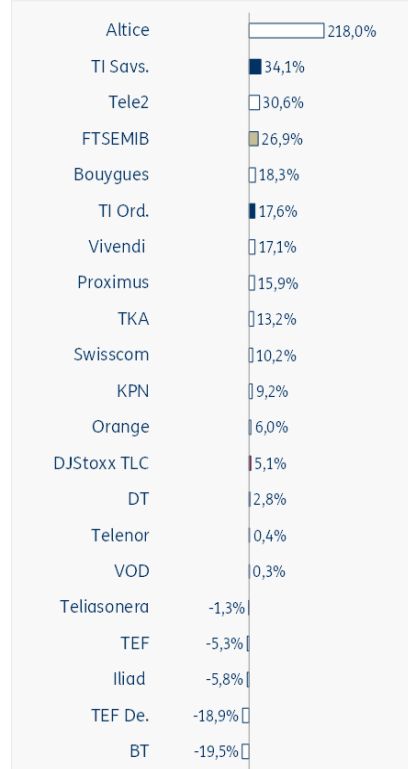 Altice 218,0%
TI Savs. 34,1%
Tele2 30,6%
FTSEMIB 26,9%
Bouygues 18,3%
TI Ord. 17,6%
Vivendi 17,1%
Proximus 15,9%
TKA 13,2%
Swisscom 10,2%
KPN 9,2%
Orange 6,0%
DJStoxx TLC 5,1%
DT 2,8%
Telenor 0,4%
VOD 0,3%
Teliasonera -1,3%
TEF -5,3%
Iliad -5,8%
TEF De. -18,9%
BT -19,5%